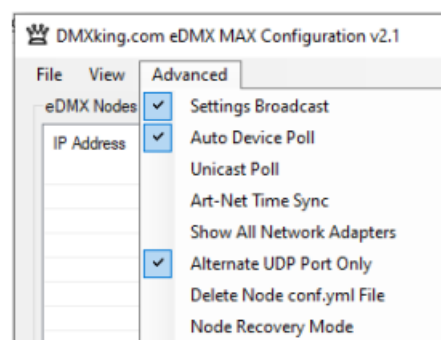 DMXking.com eDMX MAX Configuration v2.1
File View Advanced
eDMX Nodes
IP Address
Settings Broadcast
Auto Device Poll
Unicast Poll
Art-Net Time Sync
Show All Network Adapters
Alternate UDP Port Only
Delete Node conf.yml File
Node Recovery Mode